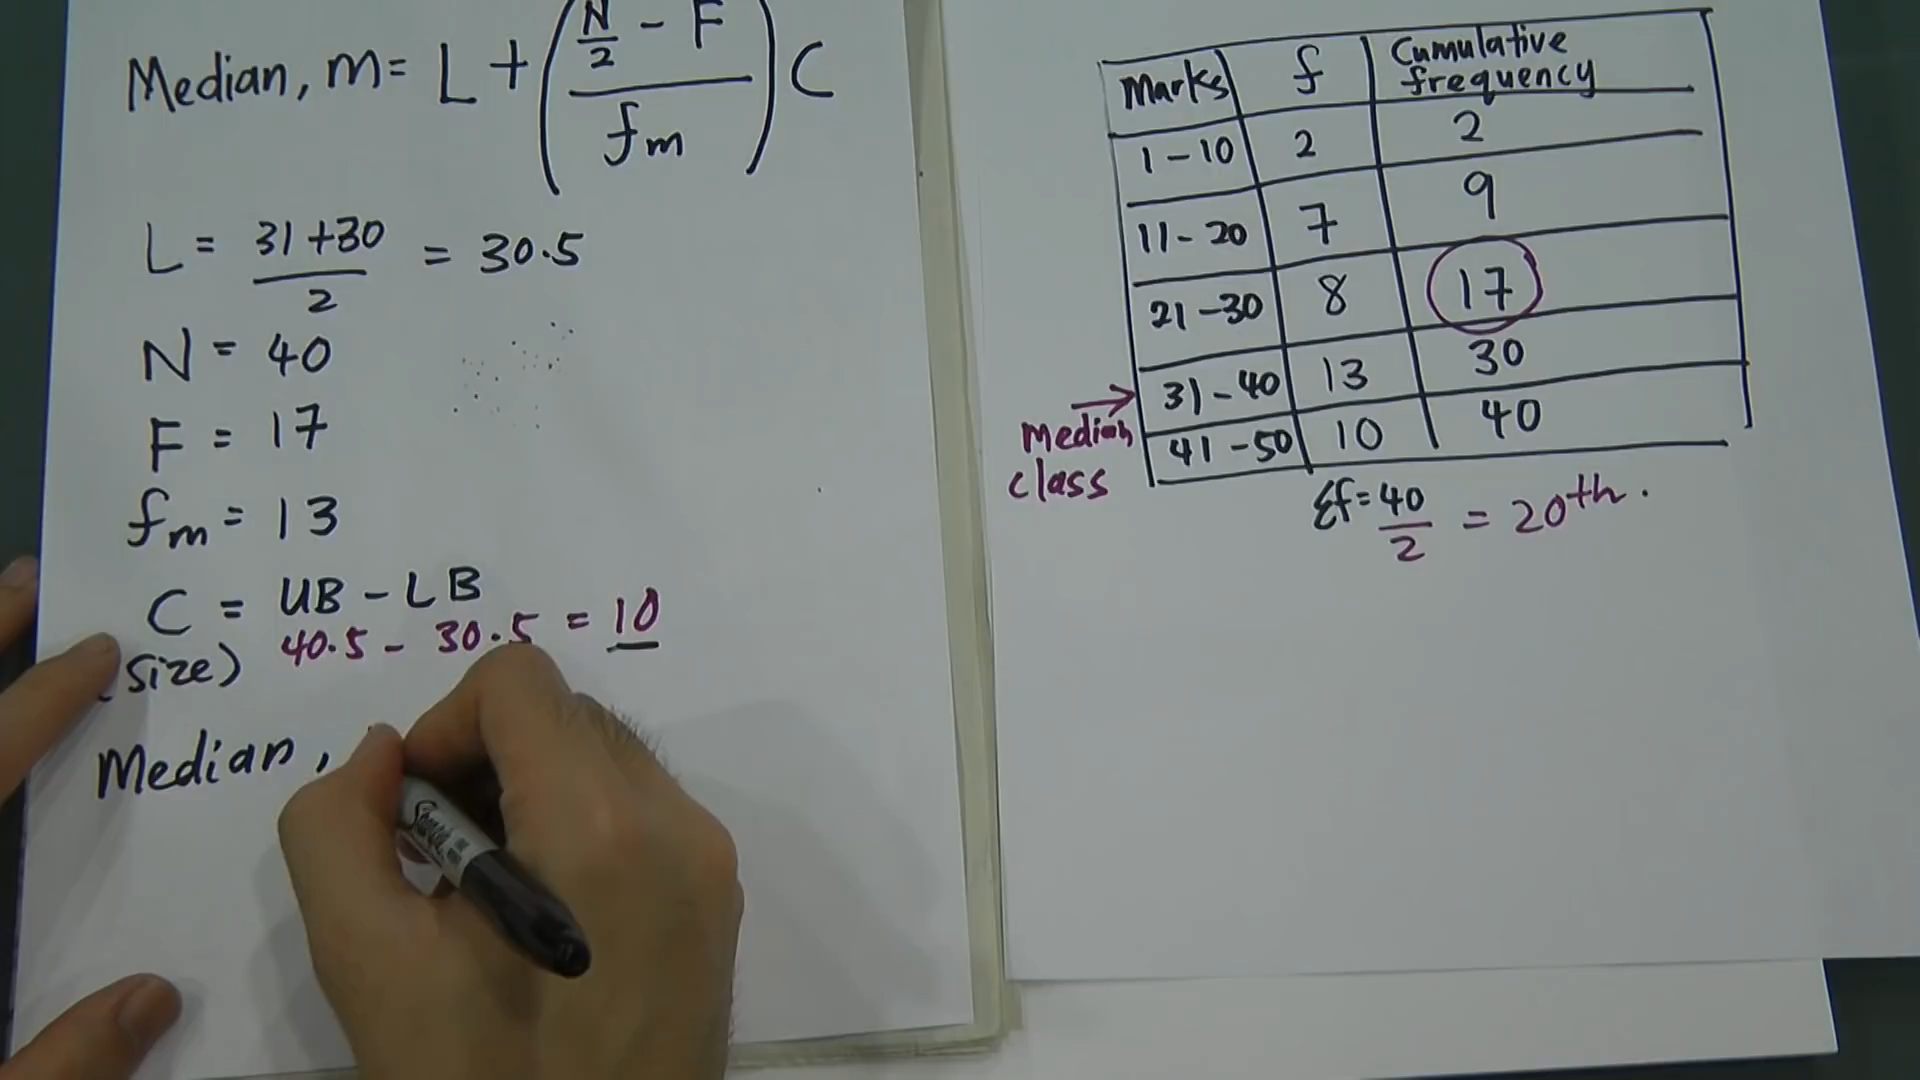 Median, m = L + ( (N/2 - F) / fm ) C
L = (31 + 30) / 2 = 30.5
N = 40
F = 17
fm = 13
C = UB - LB
(size) 40.5 - 30.5 = 10
Median,
Marks f Cumulative frequency
1 - 10 2 2
11 - 20 7 9
21 - 30 8 17
31 - 40 13 30
41 - 50 10 40
Median class
Σf = 40/2 = 20th.